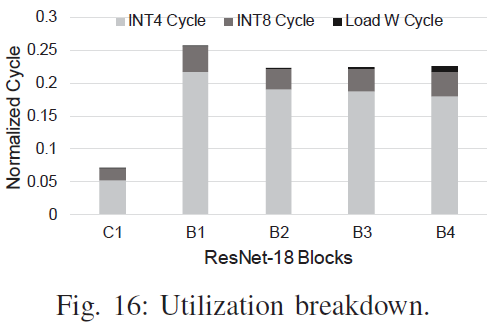 0.3
INT4 Cycle INT8 Cycle Load W Cycle
0.25
0.2
0.15
0.1
0.05
0
Normalized Cycle
C1 B1 B2 B3 B4
ResNet-18 Blocks
Fig. 16: Utilization breakdown.